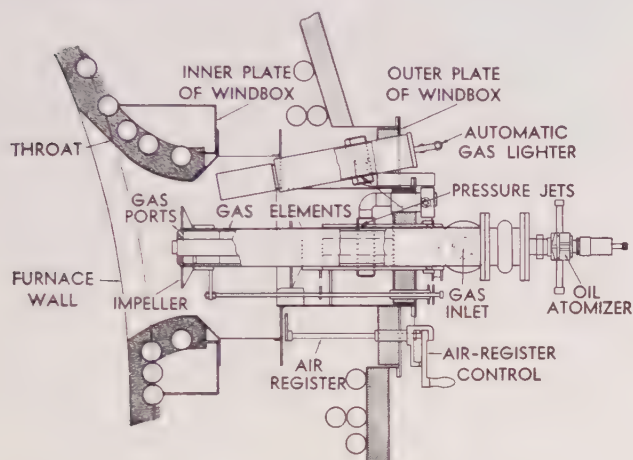 INNER PLATE
OF WINDBOX
OUTER PLATE
OF WINDBOX
THROAT
AUTOMATIC
GAS LIGHTER
PRESSURE JETS
GAS
PORTS
GAS ELEMENTS
FURNACE
WALL
IMPELLER
GAS
INLET
OIL
ATOMIZER
AIR
REGISTER
AIR-REGISTER
CONTROL